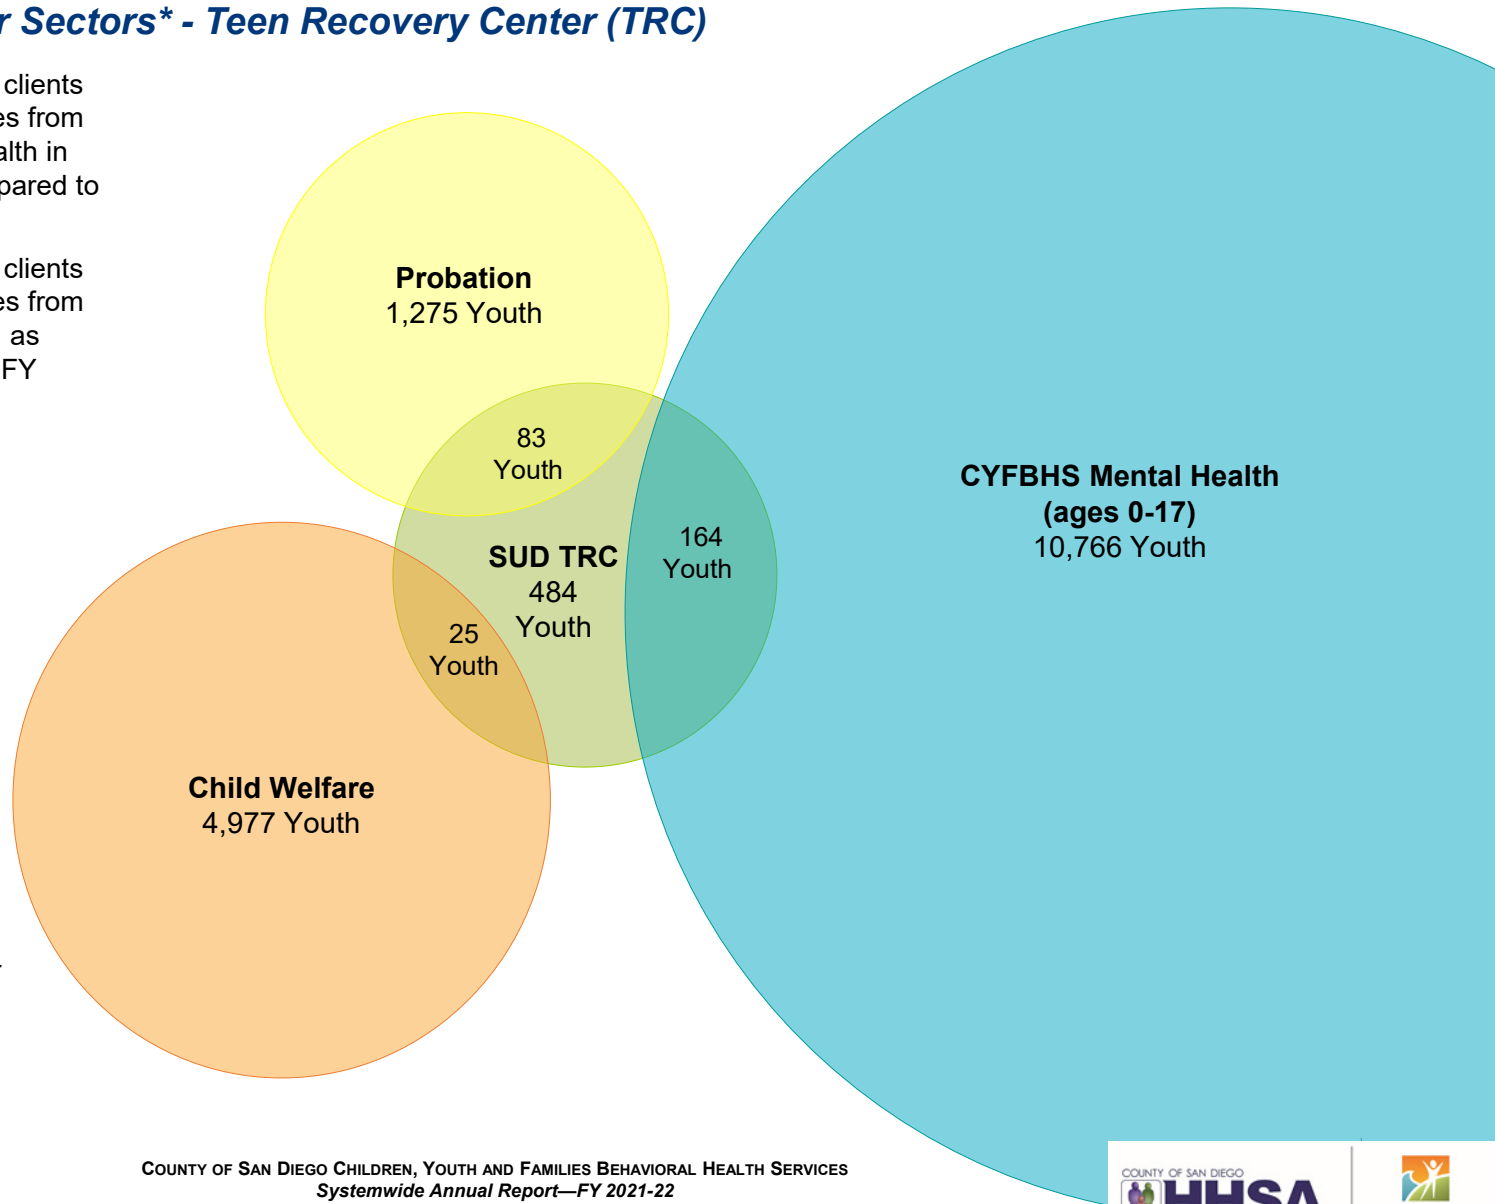 r Sectors* - Teen Recovery Center (TRC)
clients
es from
alth in
pared to
clients
es from
as
FY
Probation
1,275 Youth
83
Youth
CYFBHS Mental Health
(ages 0-17)
10,766 Youth
164
Youth
SUD TRC
484
Youth
25
Youth
Child Welfare
4,977 Youth
COUNTY OF SAN DIEGO CHILDREN, YOUTH AND FAMILIES BEHAVIORAL HEALTH SERVICES
Systemwide Annual Report—FY 2021-22
COUNTY OF SAN DIEGO
HHSA